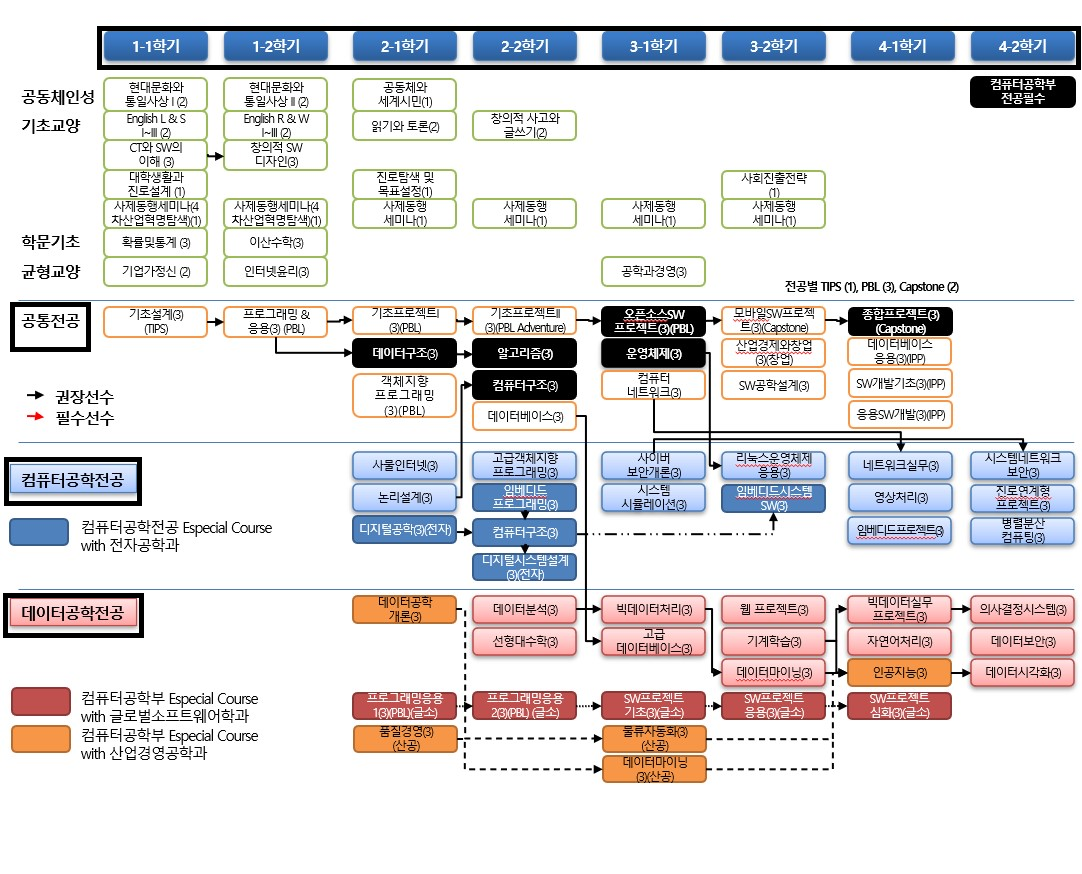 1-1학기
1-2학기
2-1학기
2-2학기
3-1학기
3-2학기
4-1학기
4-2학기
공동체인성
현대문화와
통일사상 I (2)
현대문화와
통일사상 II (2)
공동체와
세계시민(1)
컴퓨터공학부
전공필수
기초교양
English L & S
I~III (2)
English R & W
I~III (2)
읽기와 토론(2)
창의적 사고와
글쓰기(2)
CT와 SW의
이해 (3)
창의적 SW
디자인(3)
대학생활과
진로설계 (1)
진로탐색 및
목표설정(1)
사회진출전략
(1)
사제동행세미나(4
차산업혁명탐색)(1)
사제동행세미나(4
차산업혁명탐색)(1)
사제동행
세미나(1)
사제동행
세미나(1)
사제동행
세미나(1)
사제동행
세미나(1)
학문기초
확률및통계 (3)
이산수학(3)
균형교양
기업가정신 (2)
인터넷윤리(3)
공학과경영(3)
전공별 TIPS (1), PBL (3), Capstone (2)
공통전공
기초설계(3)
(TIPS)
프로그래밍 &
응용(3) (PBL)
기초프로젝트I
(3)(PBL)
기초프로젝트II
(3)(PBL Adventure)
오픈소스SW
프로젝트(3)(PBL)
모바일SW프로젝
트(3)(Capstone)
종합프로젝트(3)
(Capstone)
데이터구조(3)
알고리즘(3)
운영체제(3)
산업경제와창업
(3)(창업)
데이터베이스
응용(3)(IPP)
객체지향
프로그래밍
(3)(PBL)
컴퓨터구조(3)
컴퓨터
네트워크(3)
SW공학설계(3)
SW개발기초(3)(IPP)
데이터베이스(3)
응용SW개발(3)(IPP)
권장선수
필수선수
컴퓨터공학전공
사물인터넷(3)
고급객체지향
프로그래밍(3)
사이버
보안개론(3)
리눅스운영체제
응용(3)
네트워크실무(3)
시스템네트워크
보안(3)
논리설계(3)
임베디드
프로그래밍(3)
시스템
시뮬레이션(3)
임베디드시스템
SW(3)
영상처리(3)
진로연계형
프로젝트(3)
컴퓨터공학전공 Especial Course
with 전자공학과
디지털공학(3)(전자)
컴퓨터구조(3)
임베디드프로젝트(3)
병렬분산
컴퓨팅(3)
디지털시스템설계
(3)(전자)
데이터공학전공
데이터공학
개론(3)
데이터분석(3)
빅데이터처리(3)
웹 프로젝트(3)
빅데이터실무
프로젝트(3)
의사결정시스템(3)
선형대수학(3)
고급
데이터베이스(3)
기계학습(3)
자연어처리(3)
데이터보안(3)
데이터마이닝(3)
인공지능(3)
데이터시각화(3)
컴퓨터공학부 Especial Course
with 글로벌소프트웨어학과
프로그래밍응용
1(3)(PBL)(글소)
프로그래밍응용
2(3)(PBL) (글소)
SW프로젝트
기초(3)(글소)
SW프로젝트
응용(3)(글소)
SW프로젝트
심화(3)(글소)
컴퓨터공학부 Especial Course
with 산업경영공학과
품질경영(3)
(산공)
물류자동화(3)
(산공)
데이터마이닝
(3)(산공)